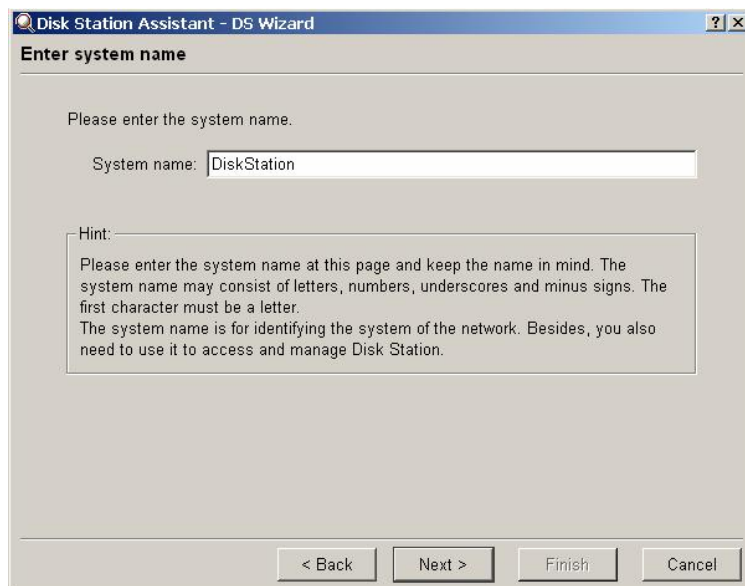 Disk Station Assistant - DS Wizard
Enter system name
Please enter the system name.
System name: DiskStation
Hint:
Please enter the system name at this page and keep the name in mind. The
system name may consist of letters, numbers, underscores and minus signs. The
first character must be a letter.
The system name is for identifying the system of the network. Besides, you also
need to use it to access and manage Disk Station.
< Back Next > Finish Cancel